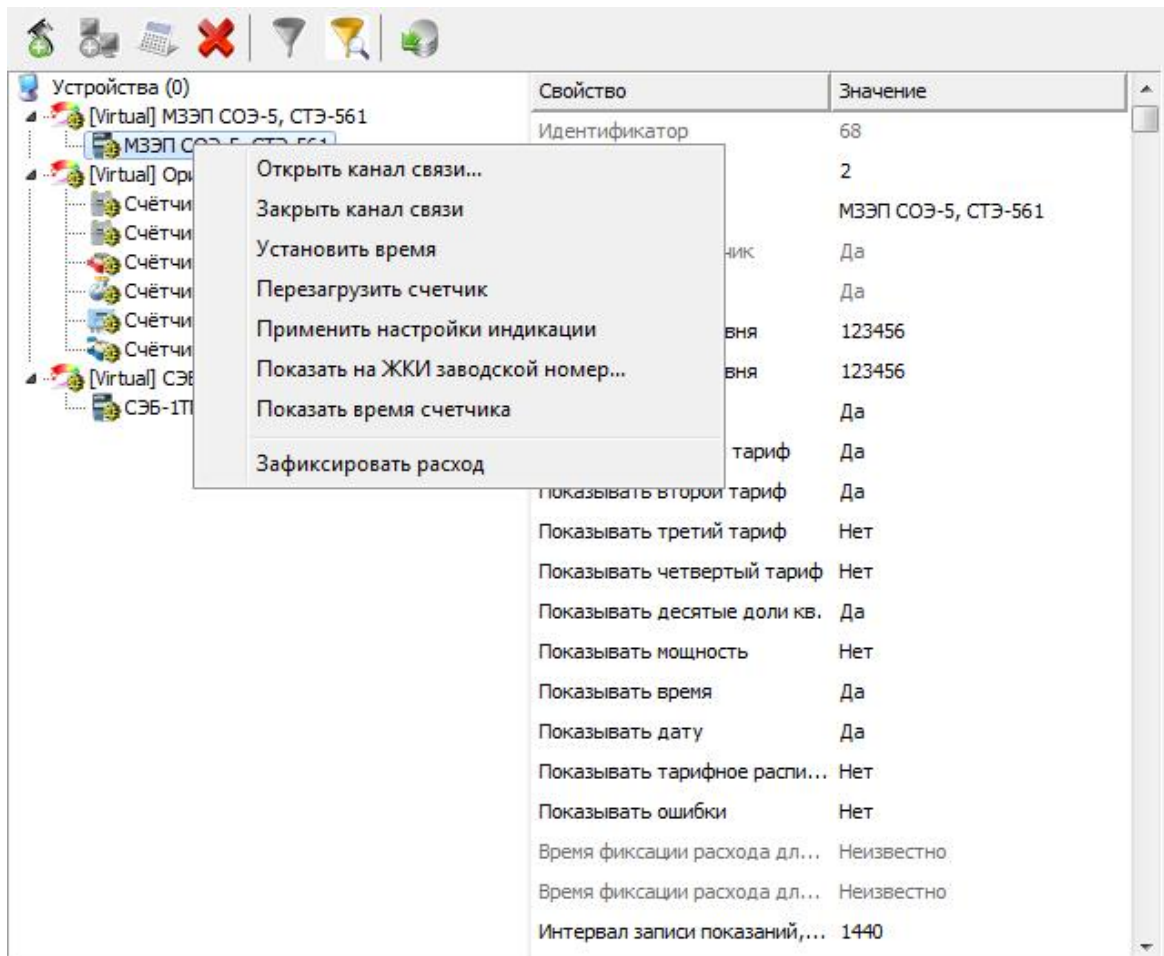 Устройства (0)
[Virtual] МЗЭП СОЭ-5, СТЭ-561
МЗЭП СОЭ-5, СТЭ-561
[Virtual] Ори
Счётчи
Счётчи
Счётчи
Счётчи
Счётчи
Счётчи
[Virtual] СЭБ
СЭБ-1ТМ
Открыть канал связи...
Закрыть канал связи
Установить время
Перезагрузить счетчик
Применить настройки индикации
Показать на ЖКИ заводской номер...
Показать время счетчика
Зафиксировать расход
Свойство Значение
Идентификатор 68
2
МЗЭП СОЭ-5, СТЭ-561
чик Да
Да
вня 123456
вня 123456
Да
тариф Да
Показывать второй тариф Да
Показывать третий тариф Нет
Показывать четвертый тариф Нет
Показывать десятые доли кв. Да
Показывать мощность Нет
Показывать время Да
Показывать дату Да
Показывать тарифное распи... Нет
Показывать ошибки Нет
Время фиксации расхода дл... Неизвестно
Время фиксации расхода дл... Неизвестно
Интервал записи показаний,... 1440